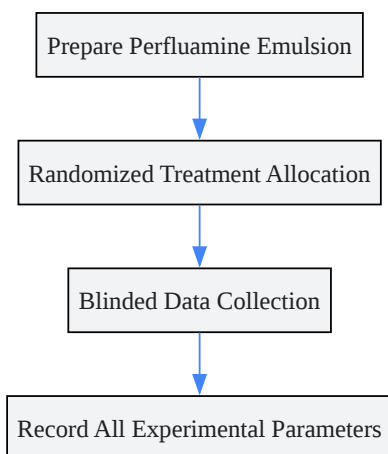 Prepare Perfluamine Emulsion
Randomized Treatment Allocation
Blinded Data Collection
Record All Experimental Parameters